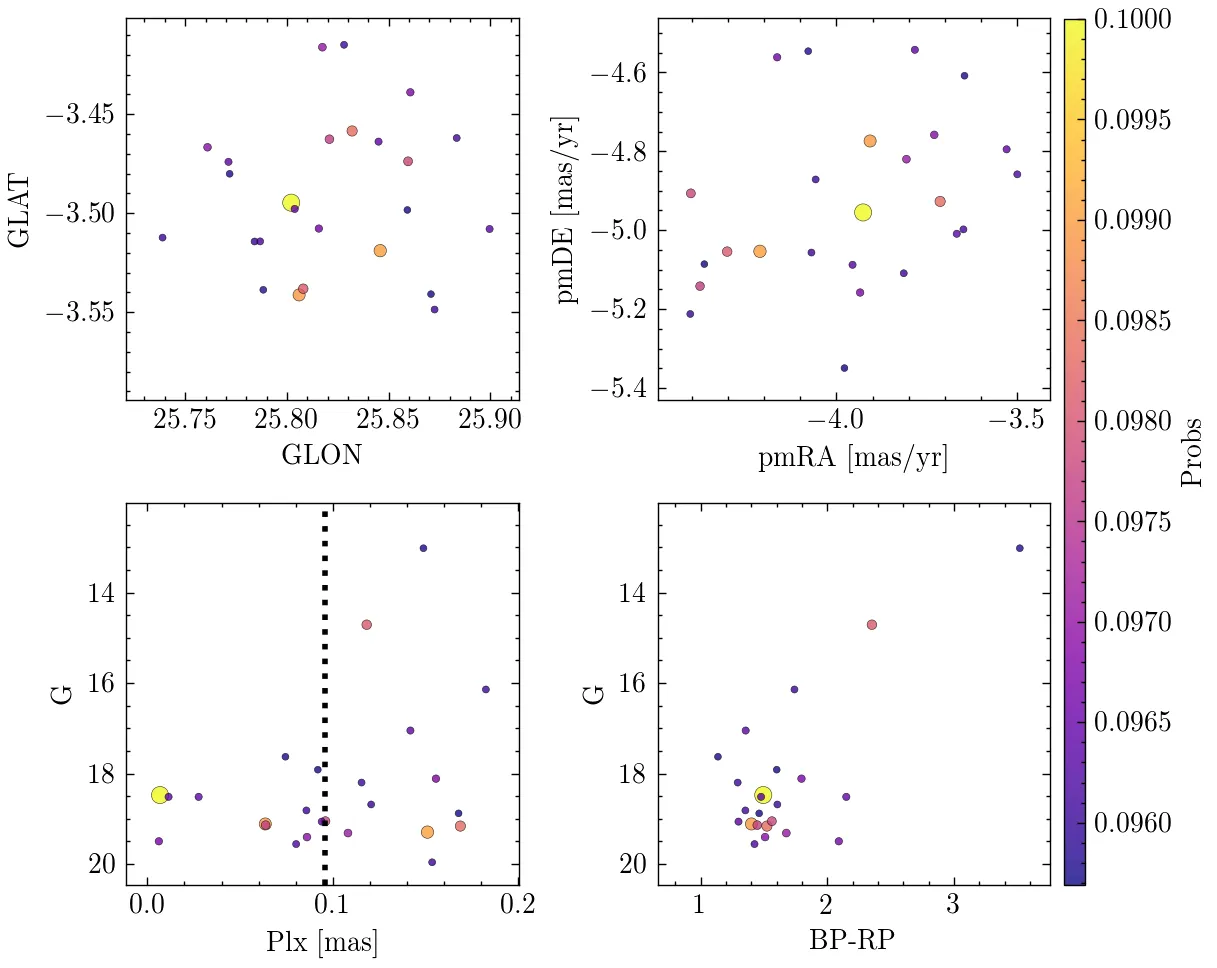 −3.45
−3.50
−3.55
GLAT
25.75 25.80 25.85 25.90
GLON
−4.6
−4.8
−5.0
−5.2
−5.4
pmDE [mas/yr]
−4.0 −3.5
pmRA [mas/yr]
14
16
18
20
G
0.0 0.1 0.2
Plx [mas]
14
16
18
20
G
1 2 3
BP-RP
0.1000
0.0995
0.0990
0.0985
0.0980
0.0975
0.0970
0.0965
0.0960
Probs